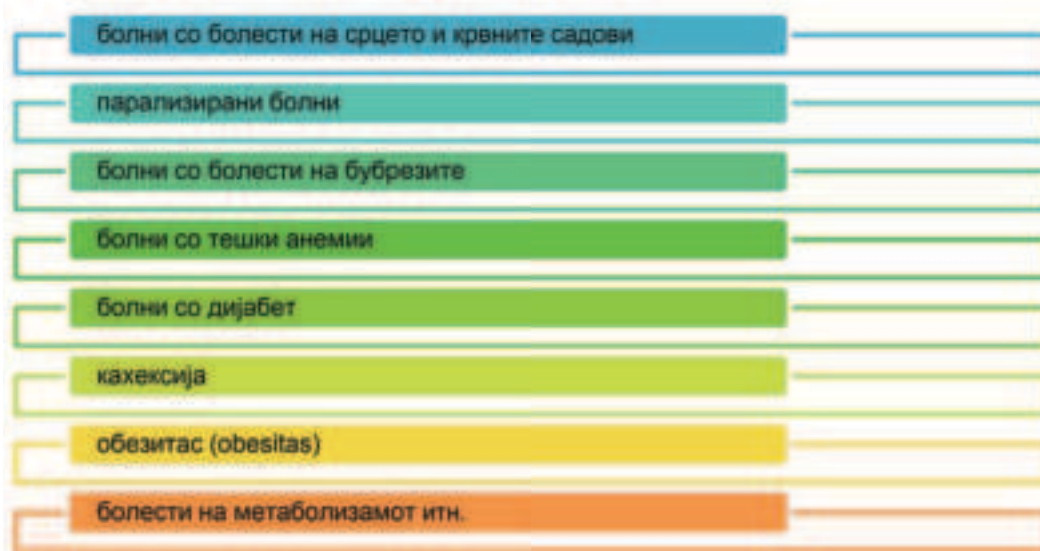 болни со болести на срцето и крвните садови
парализирани болни
болни со болести на бубрезите
болни со тешки анемии
болни со дијабет
кахексија
обезитас (obesitas)
болести на метаболизамот итн.